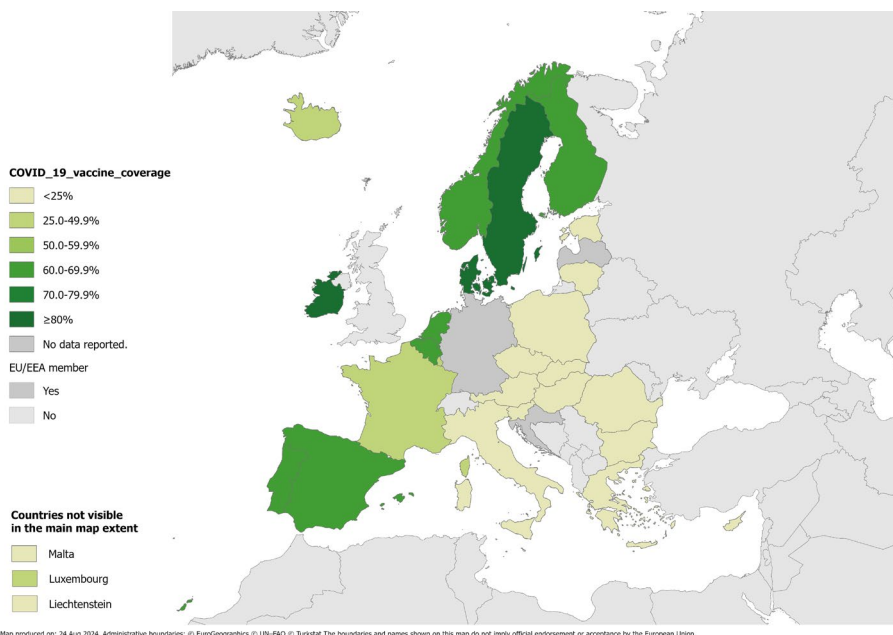 COVID_19_vaccine_coverage
<25%
25.0-49.9%
50.0-59.9%
60.0-69.9%
70.0-79.9%
≥80%
No data reported.
EU/EEA member
Yes
No
Countries not visible
in the main map extent
Malta
Luxembourg
Liechtenstein
Map produced on: 24 Aug 2024. Administrative boundaries: © EuroGeographics © UN-FAO © Turkstat.The boundaries and names shown on this map do not imply official endorsement or acceptance by the European Union.